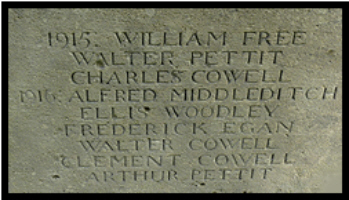 1915. WILLIAM FREE
WALTER PETTIT
CHARLES COWELL
1916. ALFRED MIDDLEDITCH
ELLIS WOODLEY
FREDERICK EGAN
WALTER COWELL
CLEMENT COWELL
ARTHUR PETTIT